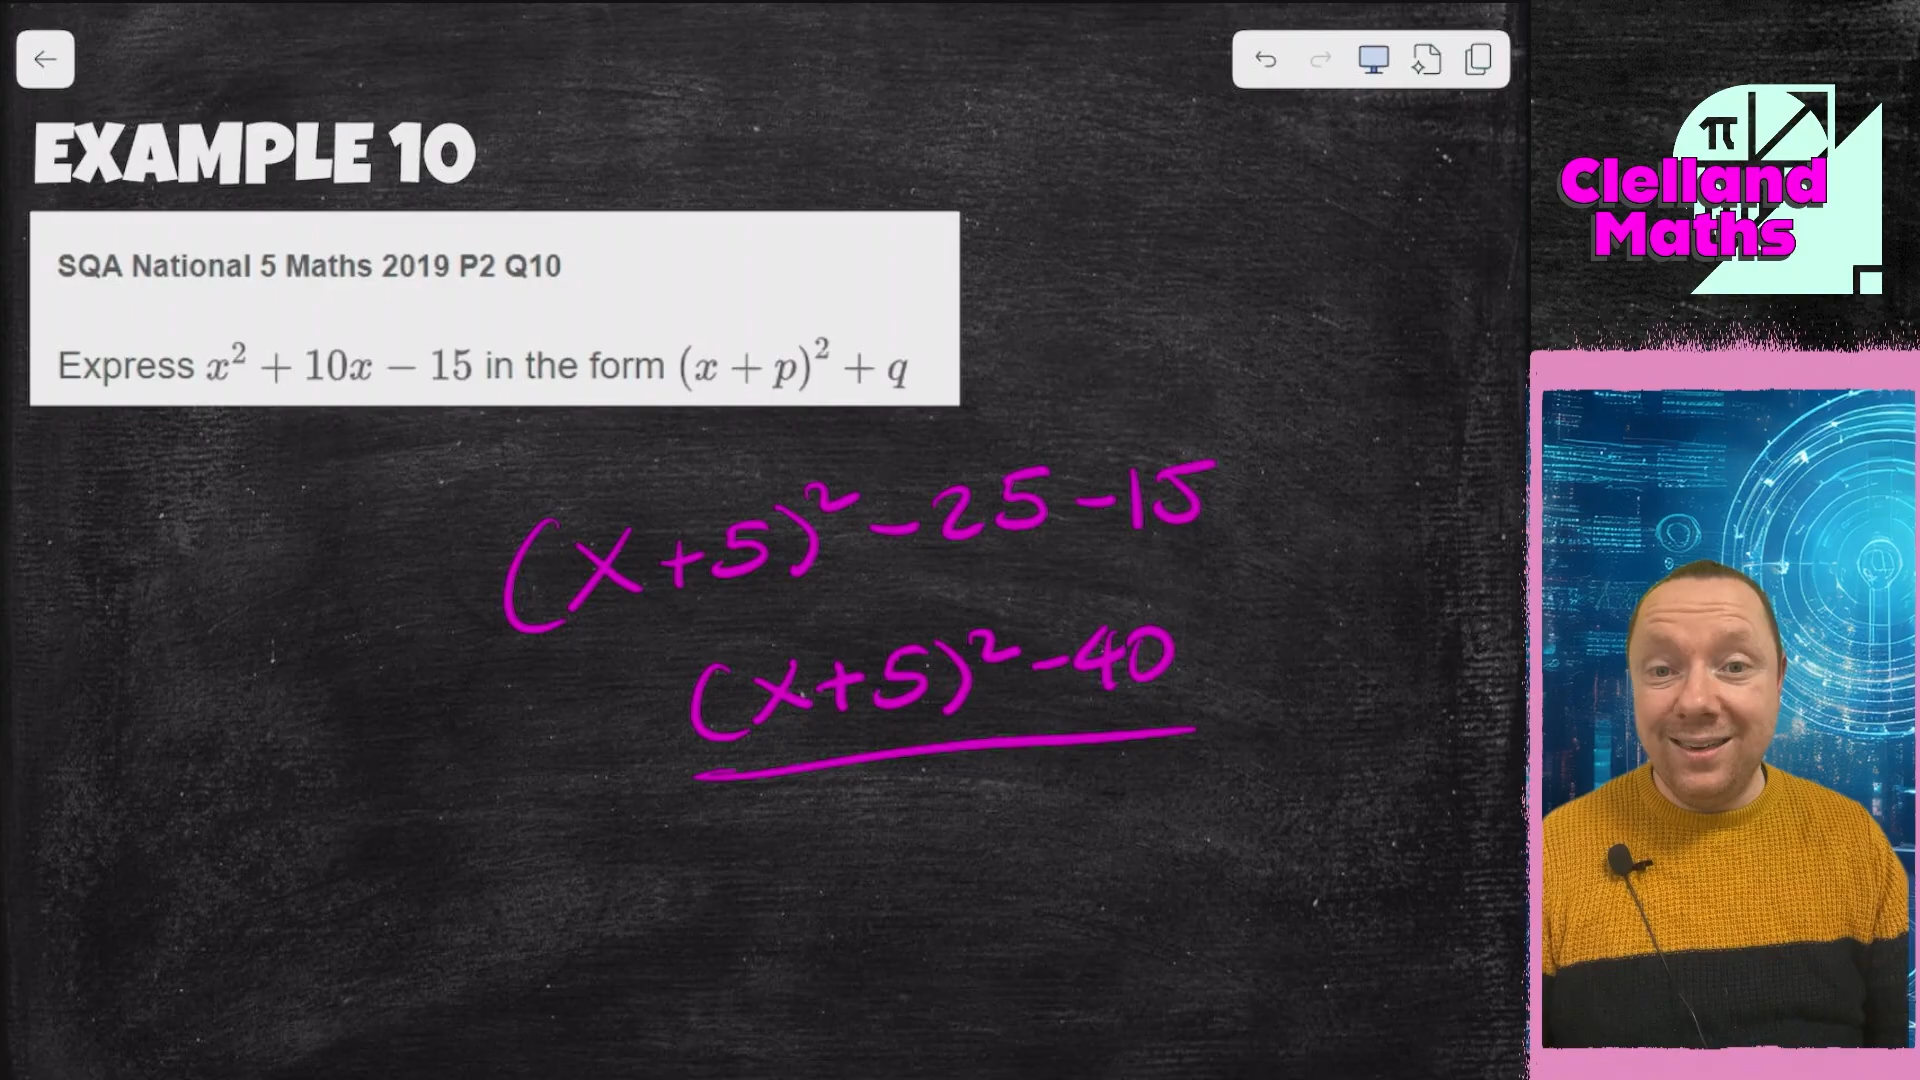 EXAMPLE 10
SQA National 5 Maths 2019 P2 Q10
Express x² + 10x − 15 in the form (x + p)² + q
(x+5)² -25-15
(x+5)² -40
π
Clelland
Maths